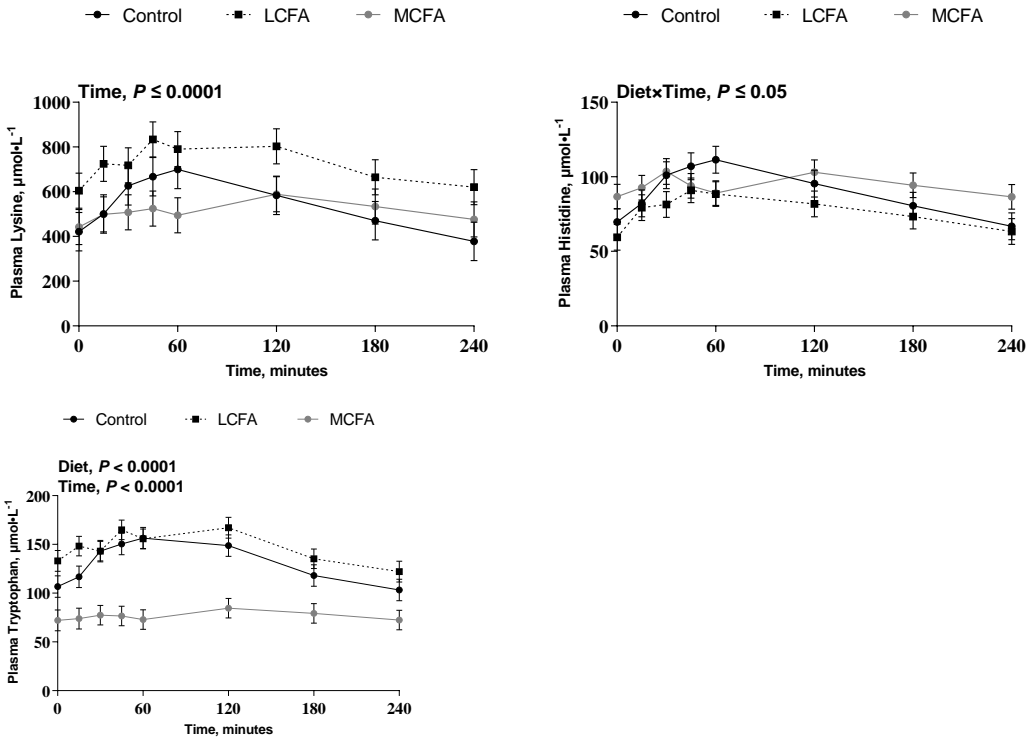 Control LCFA MCFA
Time, P ≤ 0.0001
Plasma Lysine, µmol•L-1
1000
800
600
400
200
0
0 60 120 180 240
Time, minutes
Control LCFA MCFA
Diet×Time, P ≤ 0.05
Plasma Histidine, µmol•L-1
150
100
50
0
0 60 120 180 240
Time, minutes
Control LCFA MCFA
Diet, P < 0.0001
Time, P < 0.0001
Plasma Tryptophan, µmol•L-1
200
150
100
50
0
0 60 120 180 240
Time, minutes